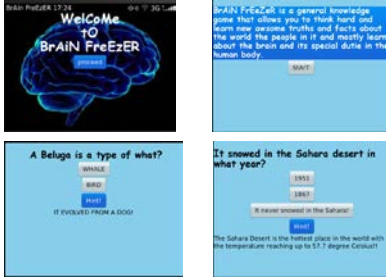 BrAiN FrEzER 17:24
3G
WelCoMe
tO
BrAiN FreEzER
proceed
BrAiN FrEeZeR is a general knowledge
game that allows you to think hard and
learn new awsome truths and facts about
the world the people in it and mostly learn
about the brain and its special dutie in the
human body.
START
A Beluga is a type of what?
WHALE
BIRD
Hint!
IT EVOLVED FROM A DOG!
It snowed in the Sahara desert in
what year?
1951
1867
It never snowed in the Sahara!
Hint!
The Sahara Desert is the hottest place in the world with
the temperature reaching up to 57.7 degree Celsius!!